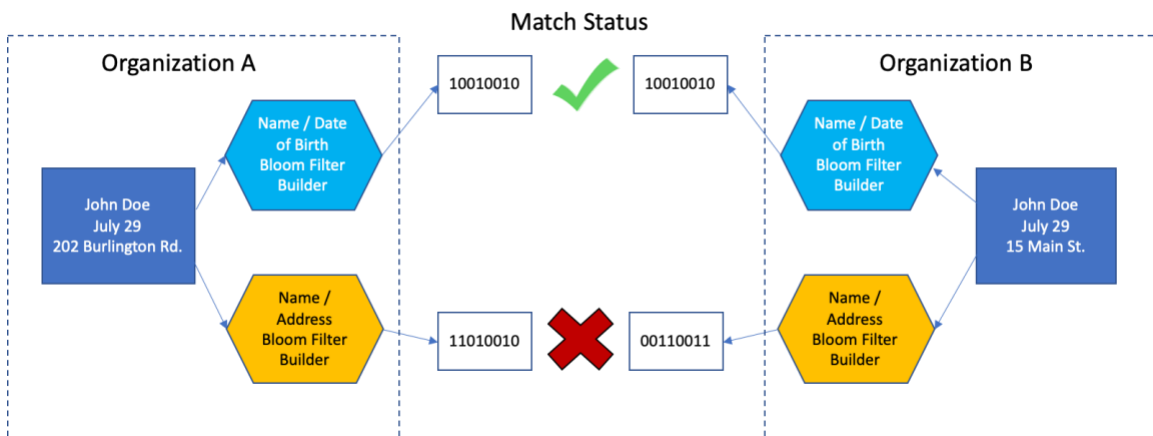 Match Status
Organization A
Organization B
10010010
10010010
Name / Date
of Birth
Bloom Filter
Builder
Name / Date
of Birth
Bloom Filter
Builder
John Doe
July 29
202 Burlington Rd.
John Doe
July 29
15 Main St.
Name /
Address
Bloom Filter
Builder
11010010
00110011
Name /
Address
Bloom Filter
Builder